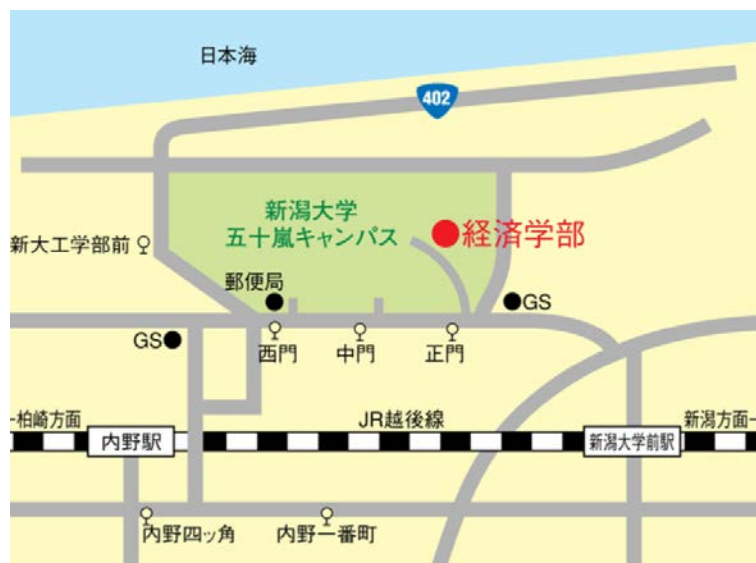 日本海
402
新潟大学
五十嵐キャンパス
経済学部
新大工学部前
郵便局
GS
GS
西門
中門
正門
柏崎方面
JR越後線
新潟方面
内野駅
新潟大学前駅
内野四ッ角
内野一番町